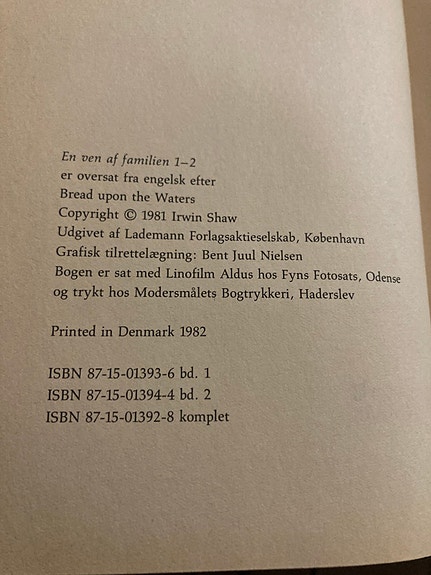 En ven af familien 1–2
er oversat fra engelsk efter
Bread upon the Waters
Copyright © 1981 Irwin Shaw
Udgivet af Lademann Forlagsaktieselskab, København
Grafisk tilrettelægning: Bent Juul Nielsen
Bogen er sat med Linofilm Aldus hos Fyns Fotosats, Odense
og trykt hos Modersmålets Bogtrykkeri, Haderslev
Printed in Denmark 1982
ISBN 87-15-01393-6 bd. 1
ISBN 87-15-01394-4 bd. 2
ISBN 87-15-01392-8 komplet